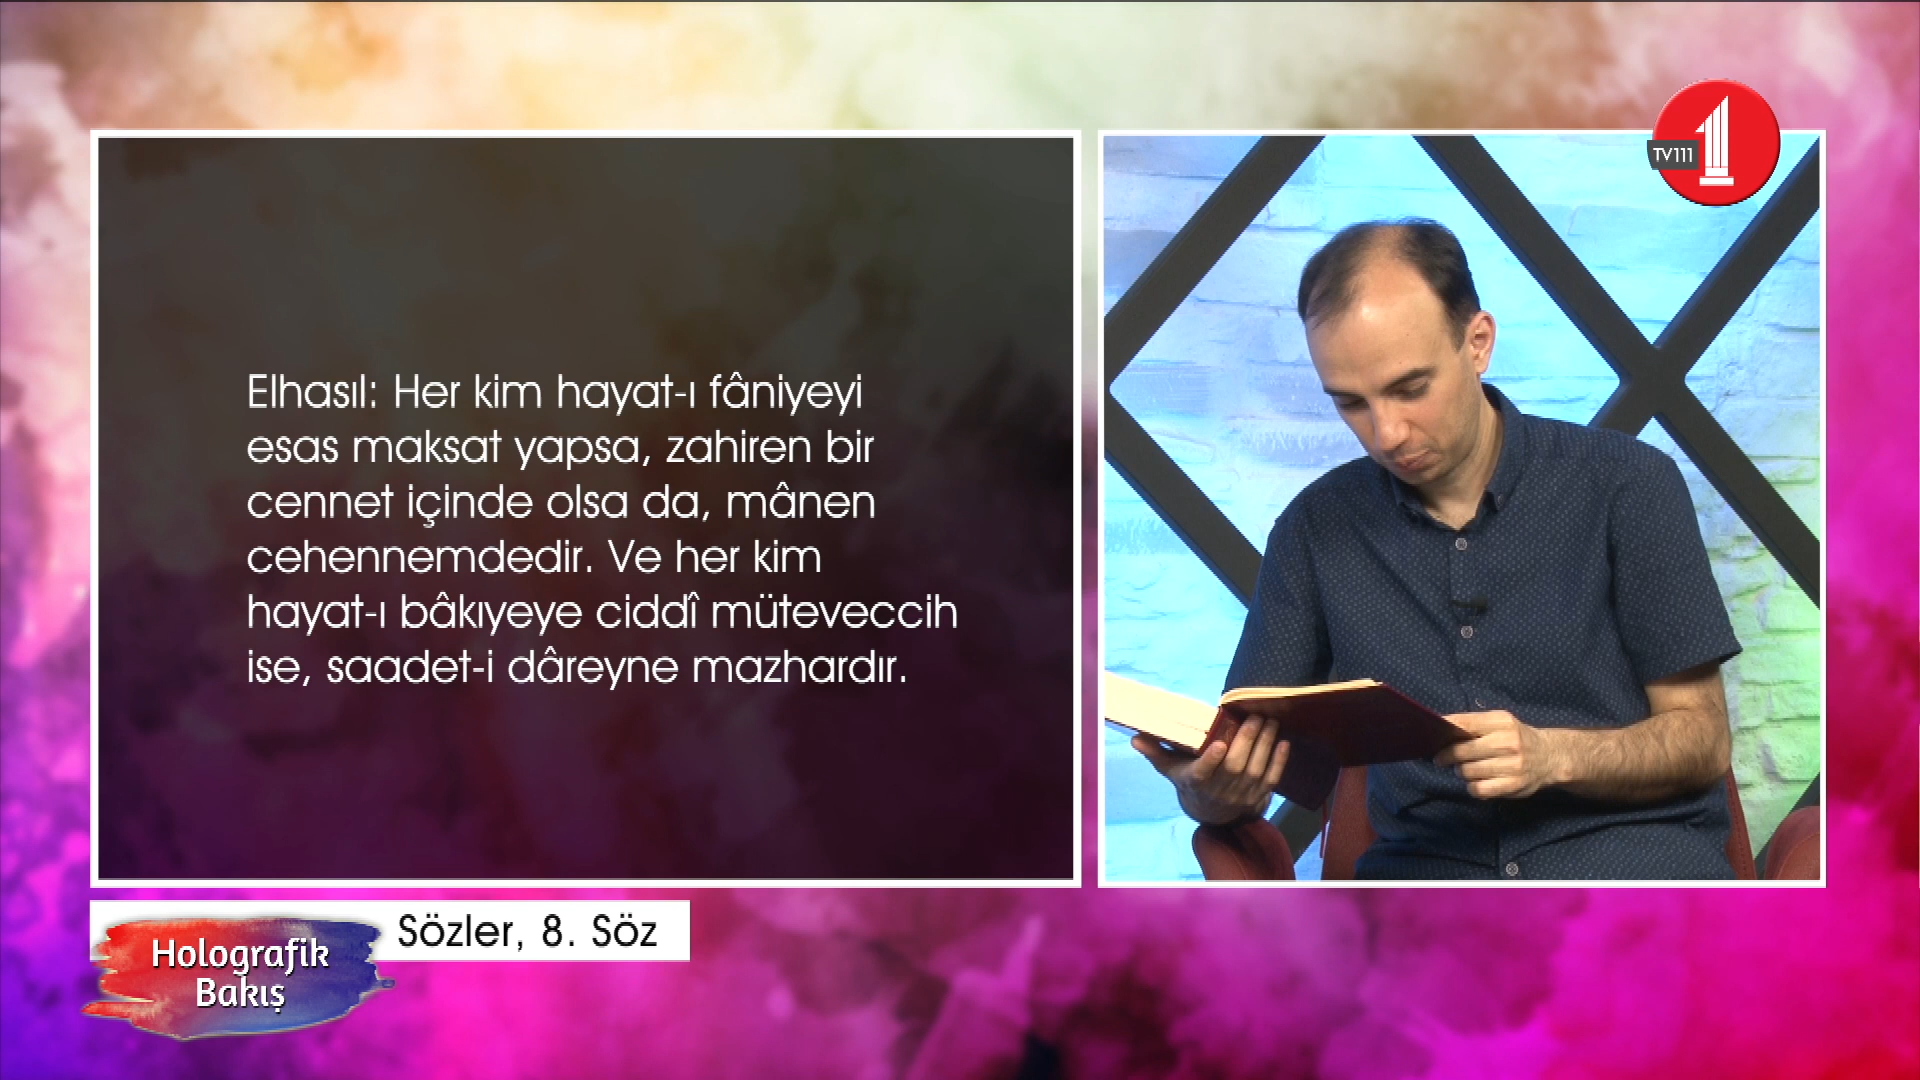 TV111
Elhasıl: Her kim hayat-ı fâniyeyi
esas maksat yapsa, zahiren bir
cennet içinde olsa da, mânen
cehennemdedir. Ve her kim
hayat-ı bâkıyeye ciddî müteveccih
ise, saadet-i dâreyne mazhardır.
Sözler, 8. Söz
Holografik
Bakış